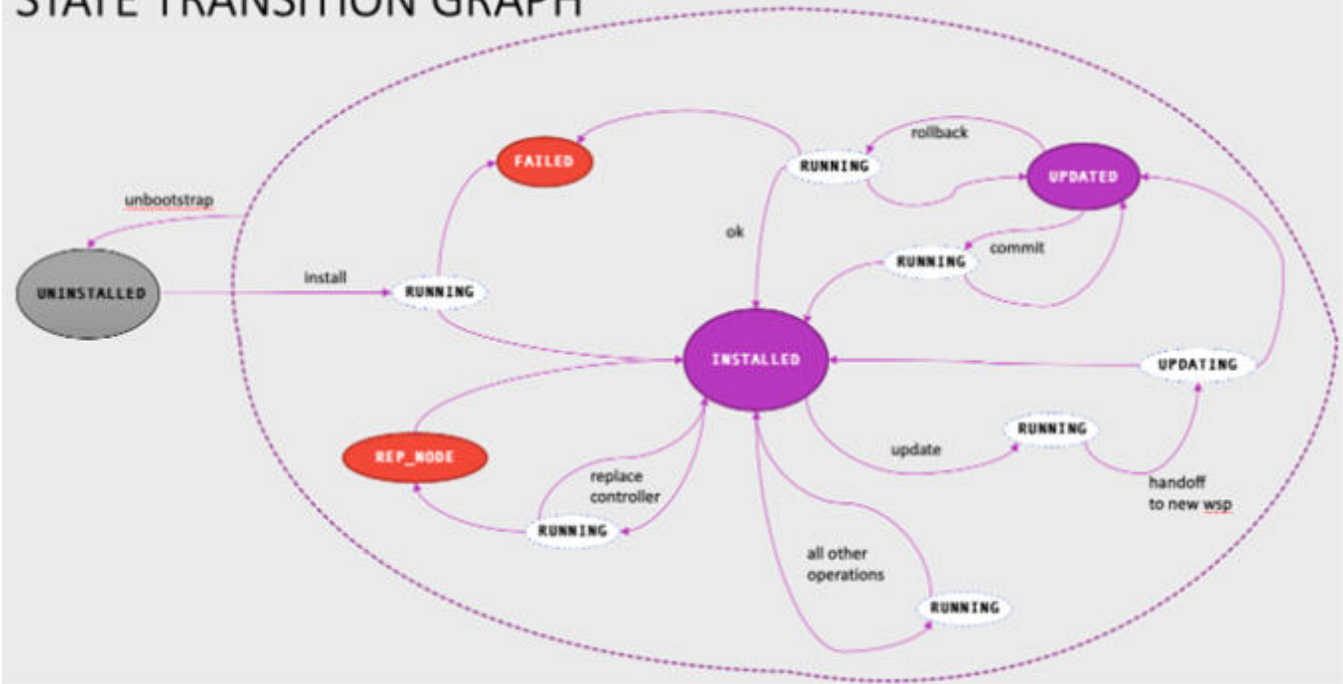 STATE TRANSITION GRAPH
rollback
FAILED
RUNNING
UPDATED
unbootstrap
ok
commit
RUNNING
install
UNINSTALLED
RUNNING
INSTALLED
UPDATING
RUNNING
update
REP_NODE
replace
controller
handoff
to new wsp
RUNNING
all other
operations
RUNNING